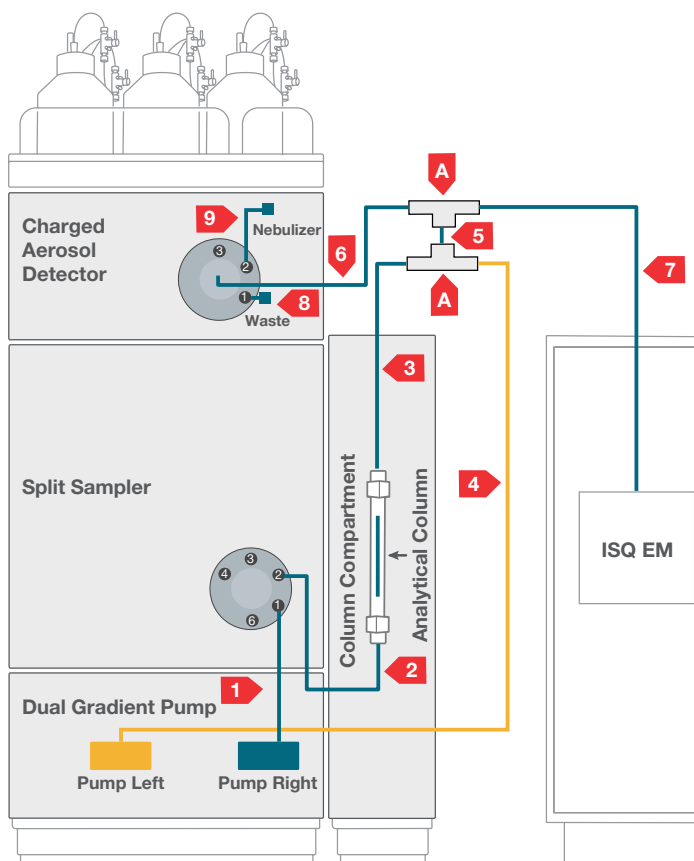 A
9
Charged
Aerosol
Detector
Nebulizer
3
2
6
5
7
1
8
A
Waste
3
Split Sampler
Column Compartment
Analytical Column
4
ISQ EM
3
4
2
1
6
1
2
Dual Gradient Pump
Pump Left
Pump Right